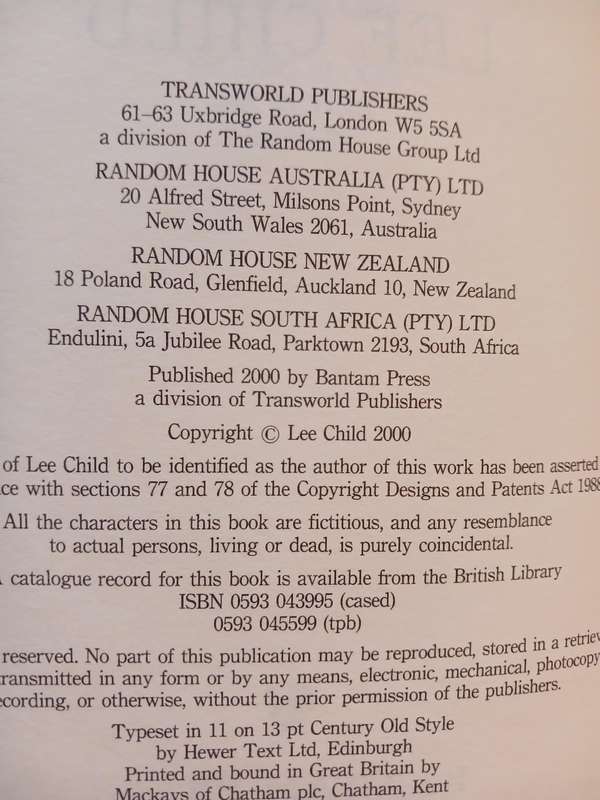 TRANSWORLD PUBLISHERS
61–63 Uxbridge Road, London W5 5SA
a division of The Random House Group Ltd
RANDOM HOUSE AUSTRALIA (PTY) LTD
20 Alfred Street, Milsons Point, Sydney
New South Wales 2061, Australia
RANDOM HOUSE NEW ZEALAND
18 Poland Road, Glenfield, Auckland 10, New Zealand
RANDOM HOUSE SOUTH AFRICA (PTY) LTD
Endulini, 5a Jubilee Road, Parktown 2193, South Africa
Published 2000 by Bantam Press
a division of Transworld Publishers
Copyright © Lee Child 2000
of Lee Child to be identified as the author of this work has been asserted
ce with sections 77 and 78 of the Copyright Designs and Patents Act 1988
All the characters in this book are fictitious, and any resemblance
to actual persons, living or dead, is purely coincidental.
catalogue record for this book is available from the British Library
ISBN 0593 043995 (cased)
0593 045599 (tpb)
reserved. No part of this publication may be reproduced, stored in a retriev
transmitted in any form or by any means, electronic, mechanical, photocopy
ecording, or otherwise, without the prior permission of the publishers.
Typeset in 11 on 13 pt Century Old Style
by Hewer Text Ltd, Edinburgh
Printed and bound in Great Britain by
Mackays of Chatham plc, Chatham, Kent